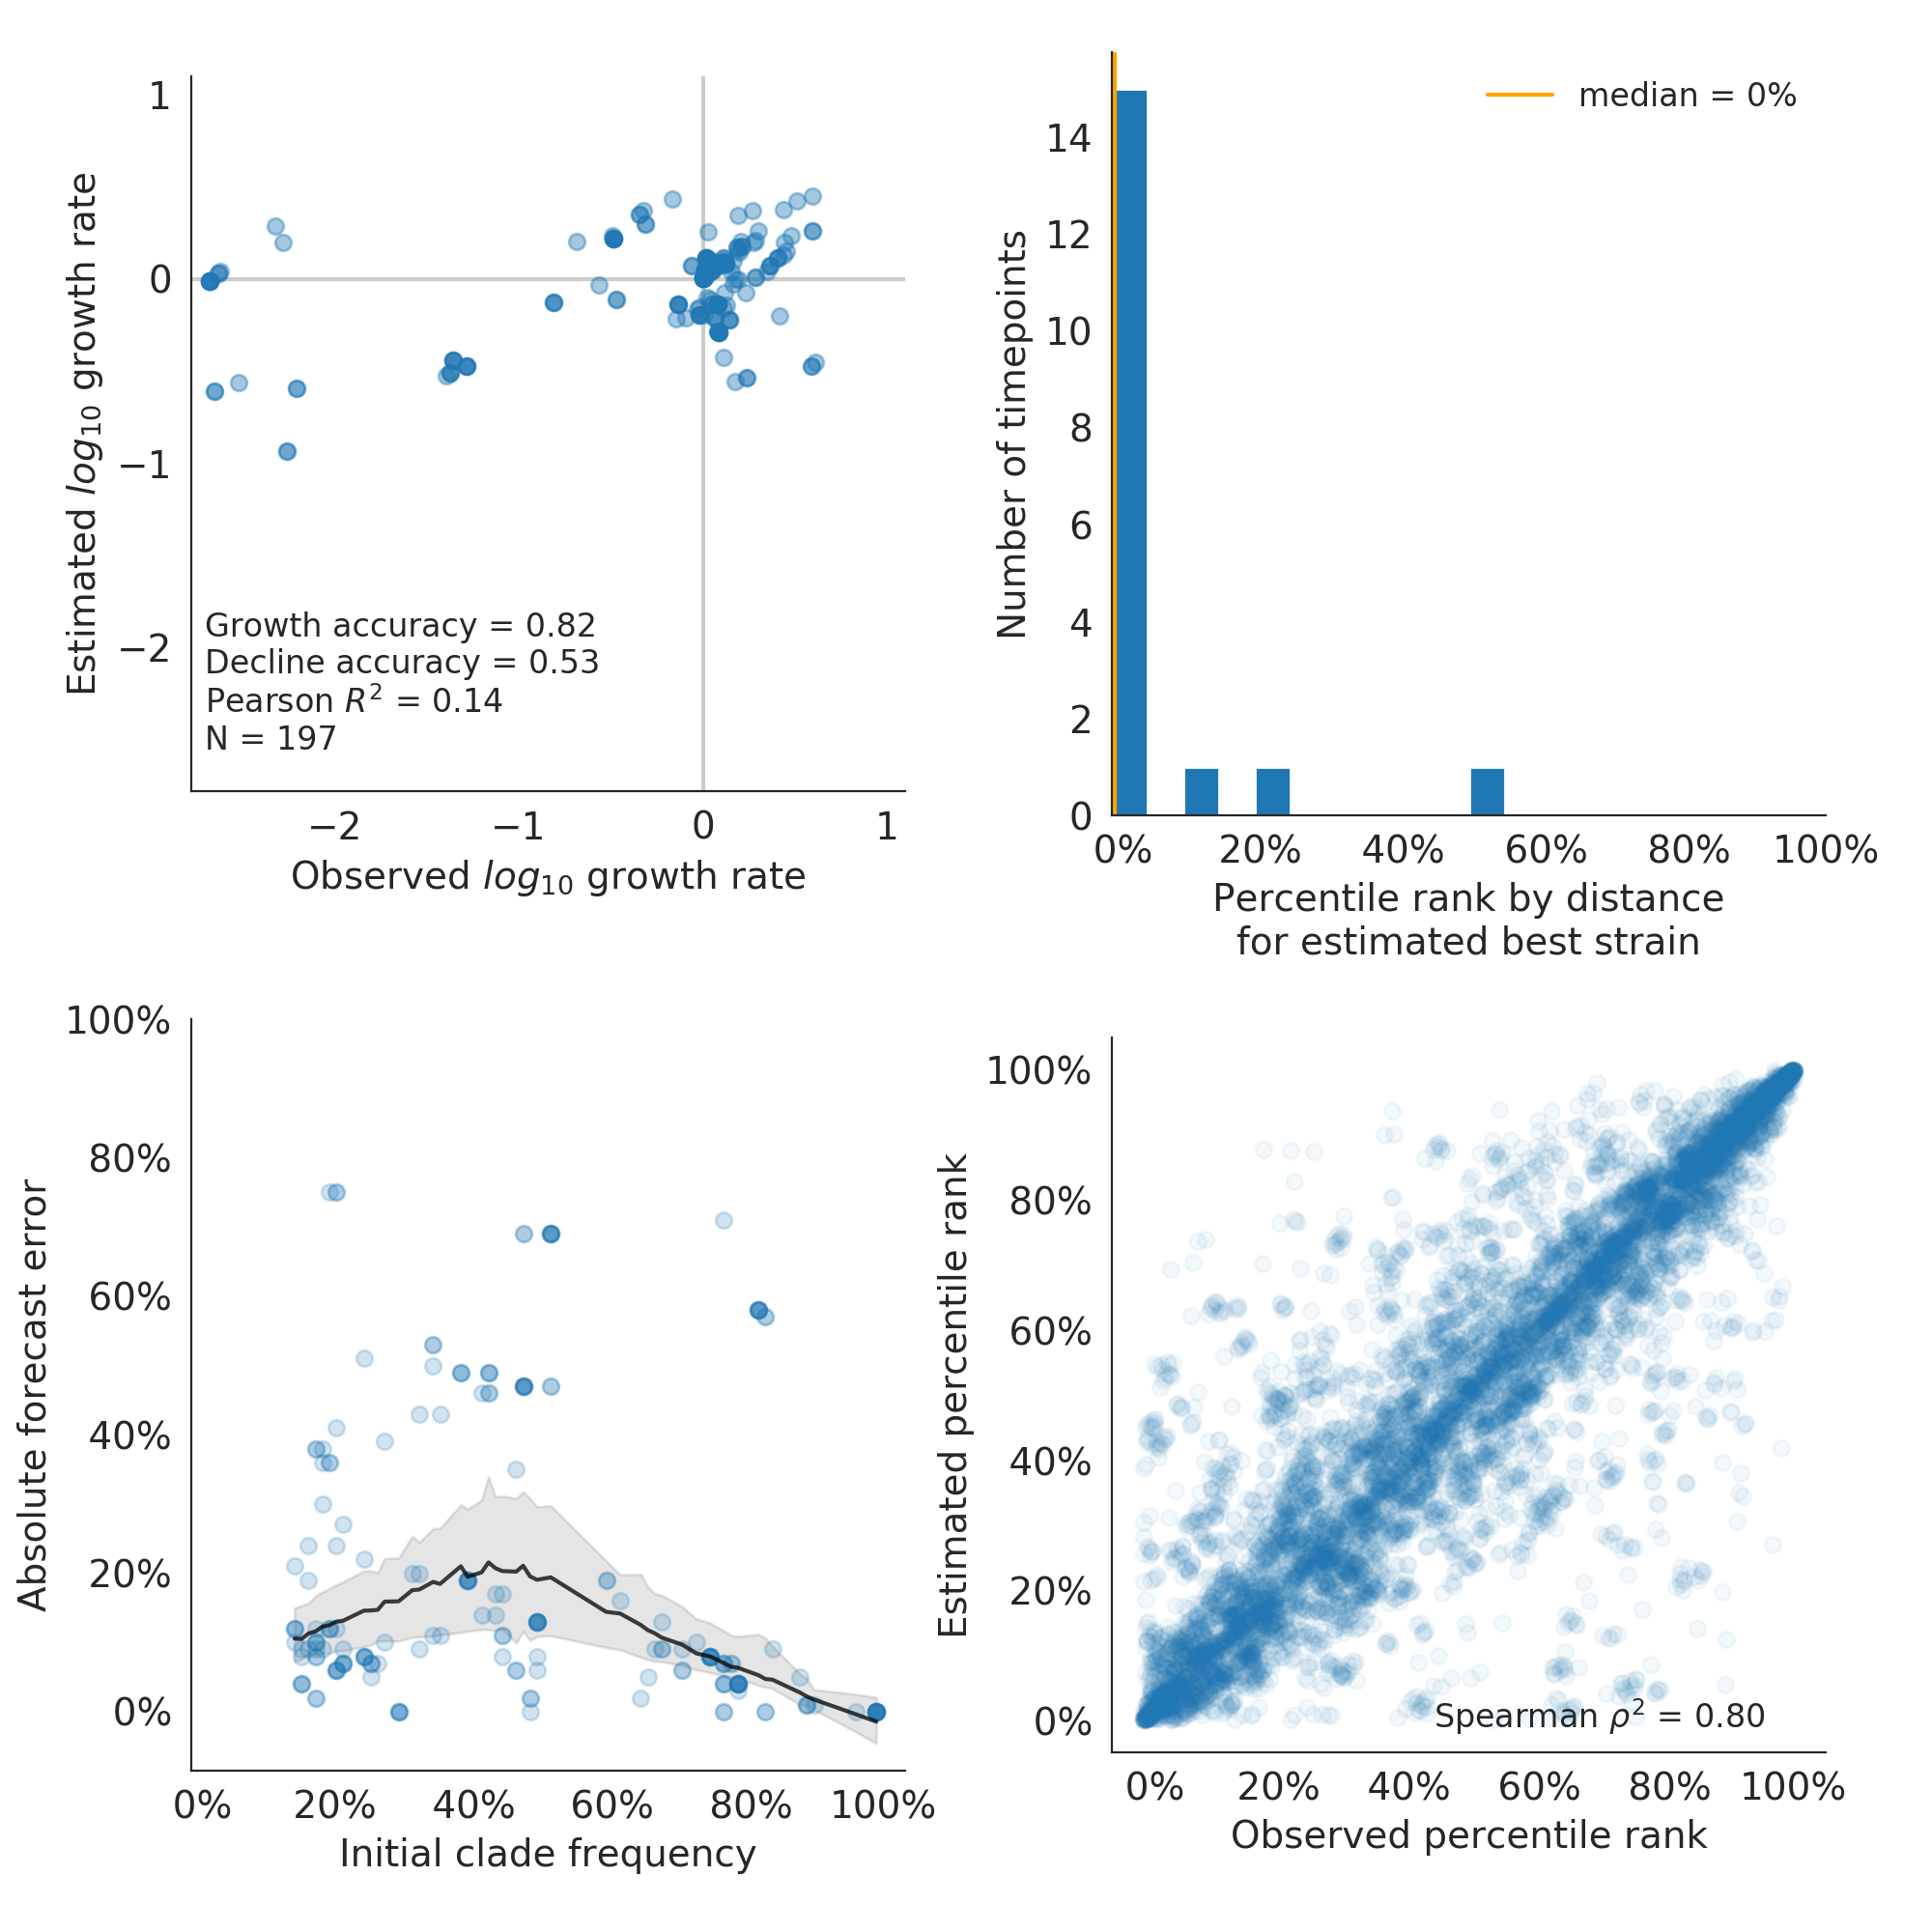 1
0
−1
−2
Estimated log10 growth rate
Growth accuracy = 0.82
Decline accuracy = 0.53
Pearson R² = 0.14
N = 197
−2 −1 0 1
Observed log10 growth rate
median = 0%
14
12
10
8
6
4
2
0
Number of timepoints
0% 20% 40% 60% 80% 100%
Percentile rank by distance
for estimated best strain
100%
80%
60%
40%
20%
0%
Absolute forecast error
0% 20% 40% 60% 80% 100%
Initial clade frequency
100%
80%
60%
40%
20%
0%
Estimated percentile rank
Spearman ρ² = 0.80
0% 20% 40% 60% 80% 100%
Observed percentile rank